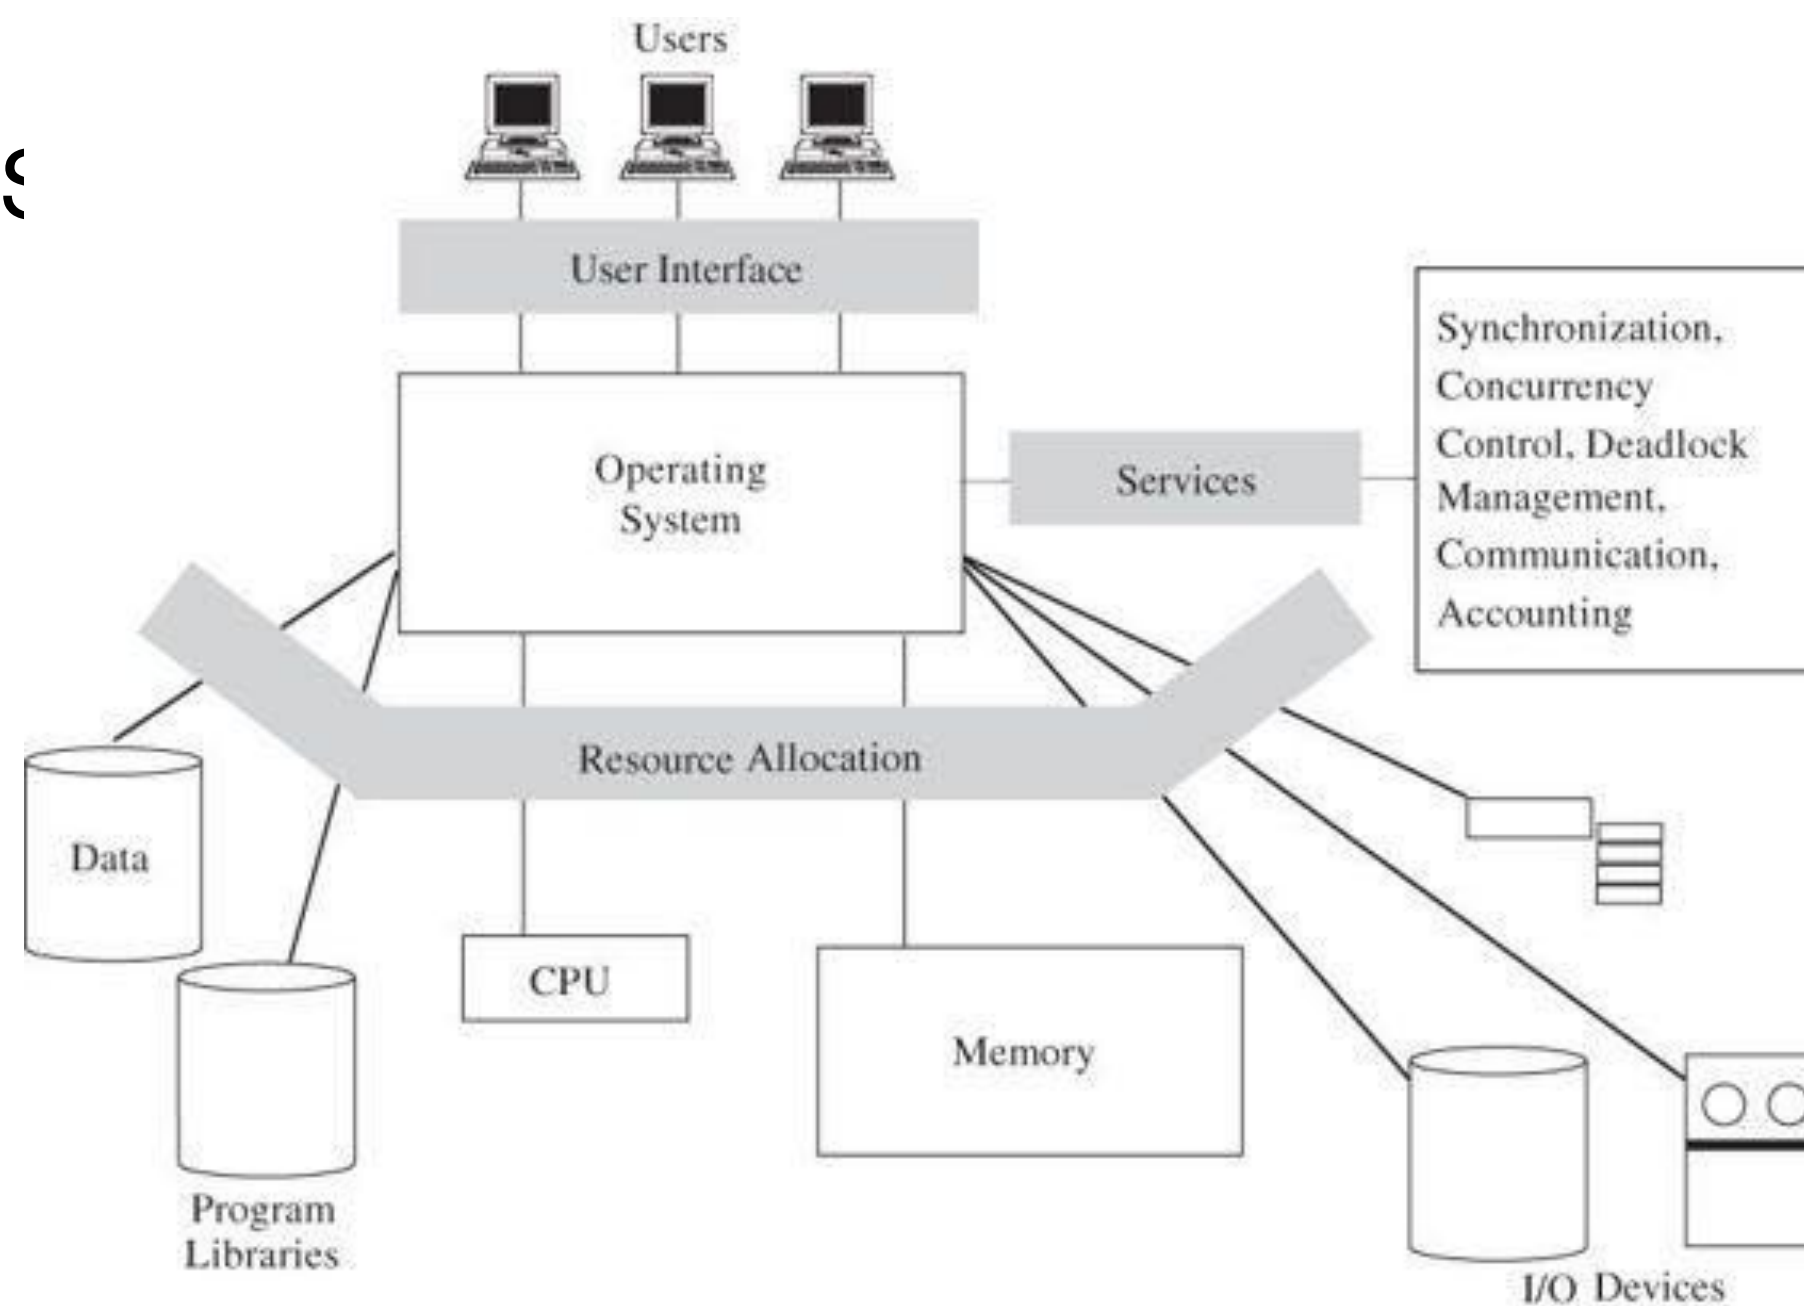 Users
User Interface
Operating
System
Services
Synchronization,
Concurrency
Control, Deadlock
Management,
Communication,
Accounting
Resource Allocation
Data
CPU
Memory
Program
Libraries
I/O Devices